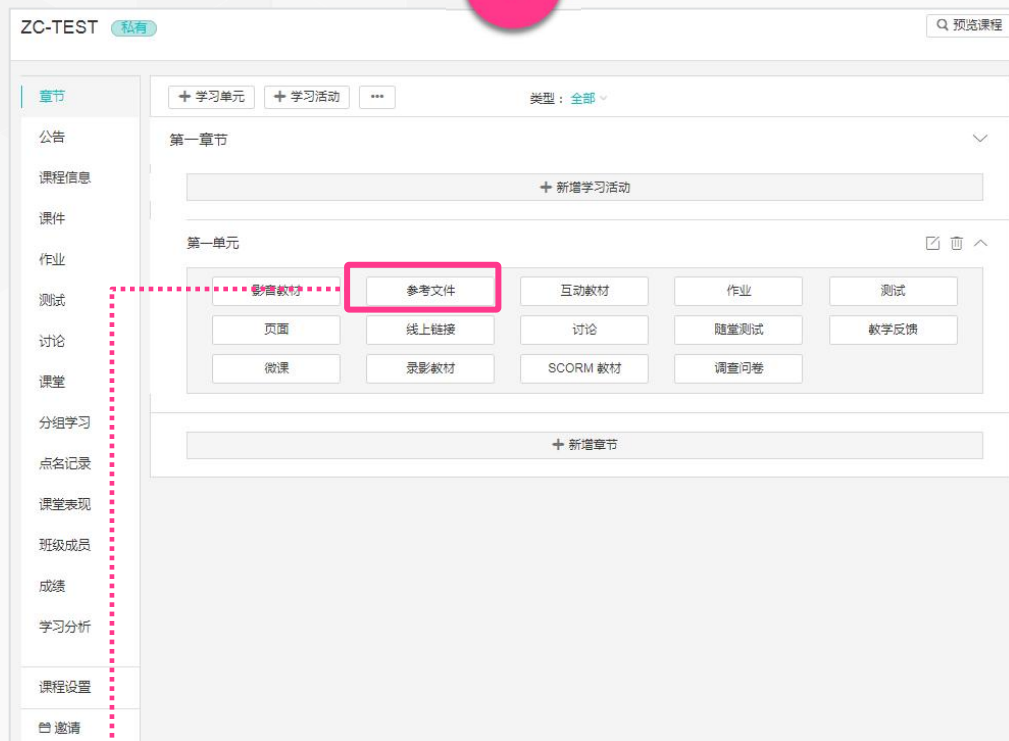 ZC-TEST 私有
预览课程
章节
公告
课程信息
课件
作业
测试
讨论
课堂
分组学习
点名记录
课堂表现
班级成员
成绩
学习分析
课程设置
邀请
学习单元 学习活动 ••• 类型：全部
第一章节
新增学习活动
第一单元
影音教材 参考文件 互动教材 作业 测试
页面 线上链接 讨论 随堂测试 教学反馈
微课 录影教材 SCORM 教材 调查问卷
新增章节